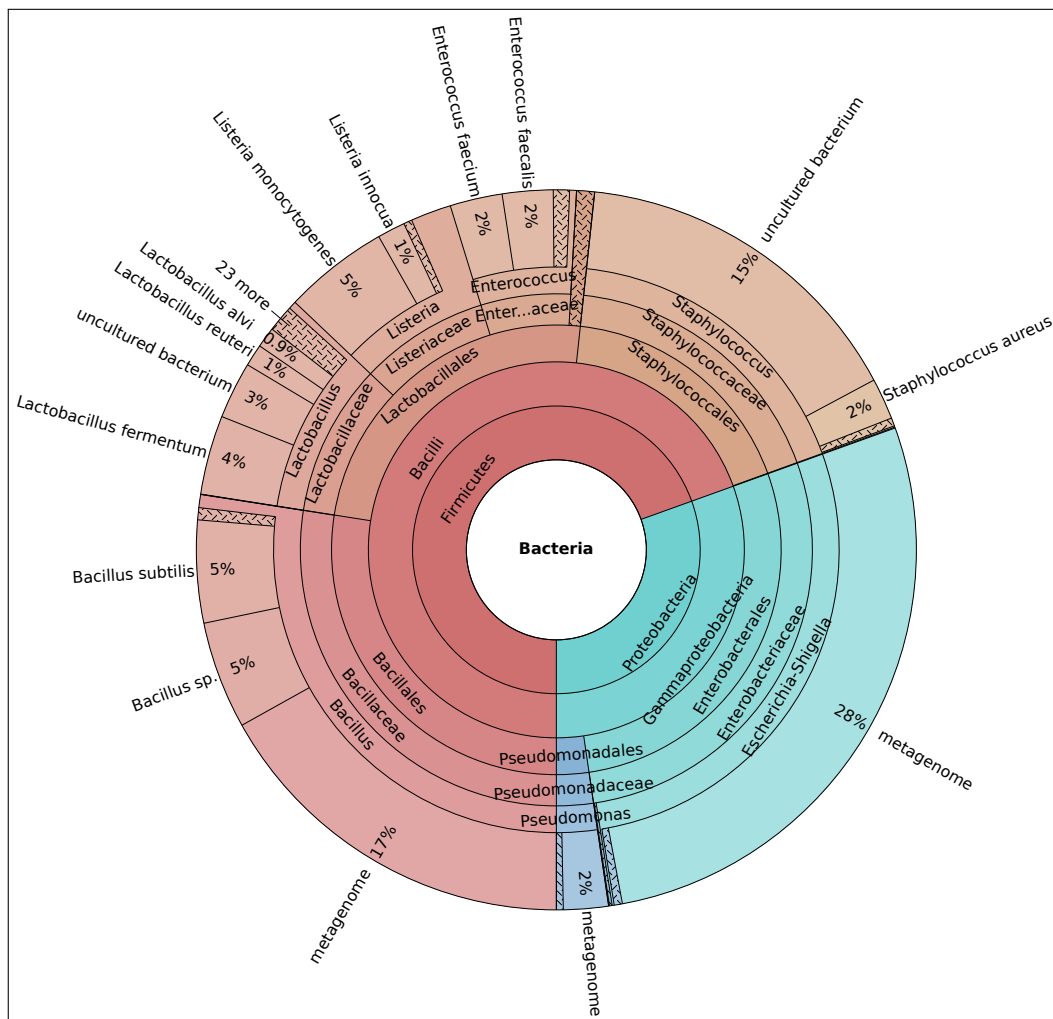 Bacteria
Firmicutes
Bacilli
Lactobacillales
Staphylococcales
Bacillales
Enter...aceae
Enterococcus
Enterococcus faecium
2%
Enterococcus faecalis
2%
Staphylococcaceae
Staphylococcus
uncultured bacterium
15%
Staphylococcus aureus
2%
Listeriaceae
Listeria
Listeria monocytogenes
5%
Listeria innocua
1%
Lactobacillaceae
Lactobacillus
23 more
Lactobacillus alvi
0.9%
Lactobacillus reuteri
1%
uncultured bacterium
3%
Lactobacillus fermentum
4%
Bacillaceae
Bacillus
Bacillus subtilis
5%
Bacillus sp.
5%
metagenome
17%
Proteobacteria
Gammaproteobacteria
Enterobacterales
Enterobacteriaceae
Escherichia-Shigella
28%
metagenome
Pseudomonadales
Pseudomonadaceae
Pseudomonas
2%
metagenome